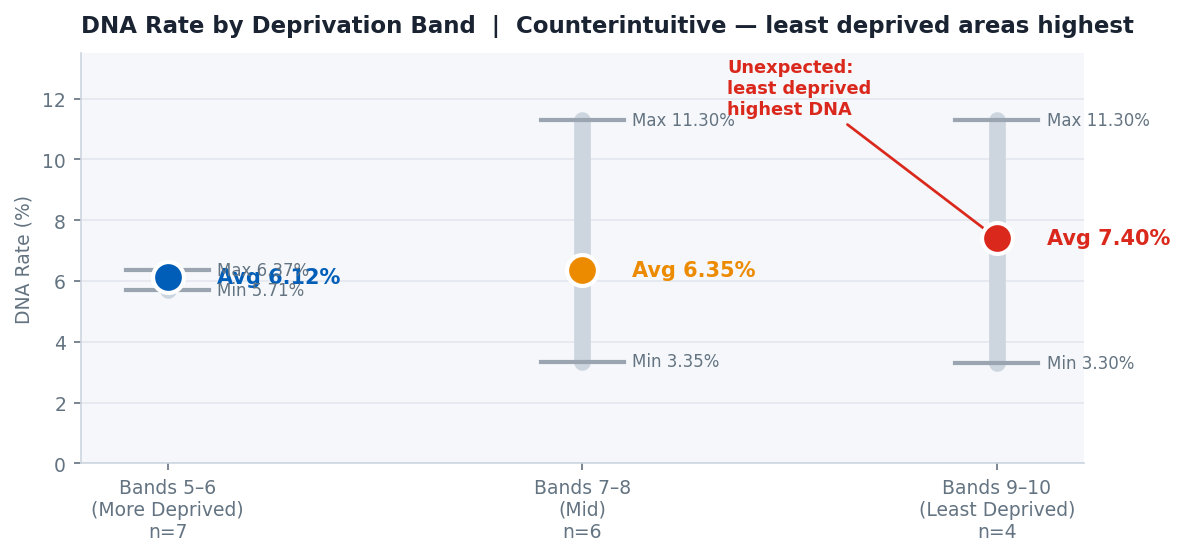 DNA Rate by Deprivation Band | Counterintuitive — least deprived areas highest
Unexpected:
least deprived
highest DNA
DNA Rate (%)
12
10
8
6
4
2
0
Max 6.37%
Avg 6.12%
Min 5.71%
Max 11.30%
Avg 6.35%
Min 3.35%
Max 11.30%
Avg 7.40%
Min 3.30%
Bands 5–6
(More Deprived)
n=7
Bands 7–8
(Mid)
n=6
Bands 9–10
(Least Deprived)
n=4